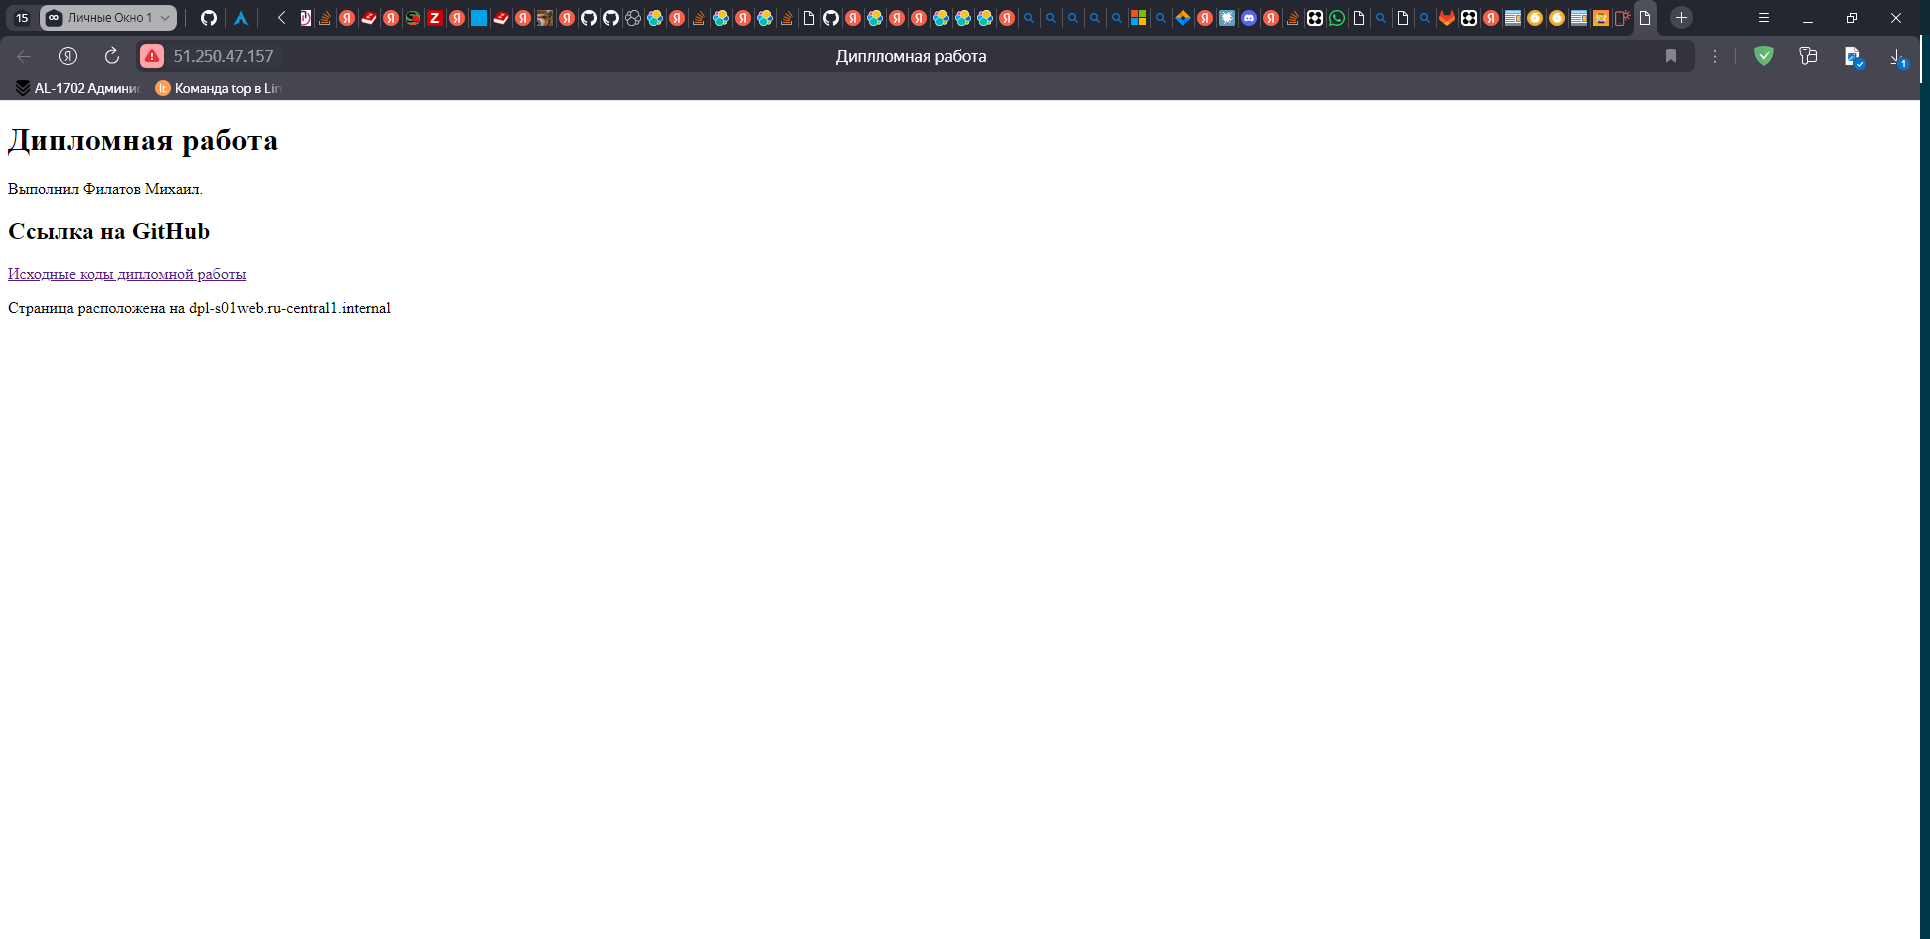 15 Личные Окно 1
51.250.47.157 Диплломная работа
AL-1702 Админис Команда top в Lin
Дипломная работа
Выполнил Филатов Михаил.
Ссылка на GitHub
Исходные коды дипломной работы
Страница расположена на dpl-s01web.ru-central1.internal